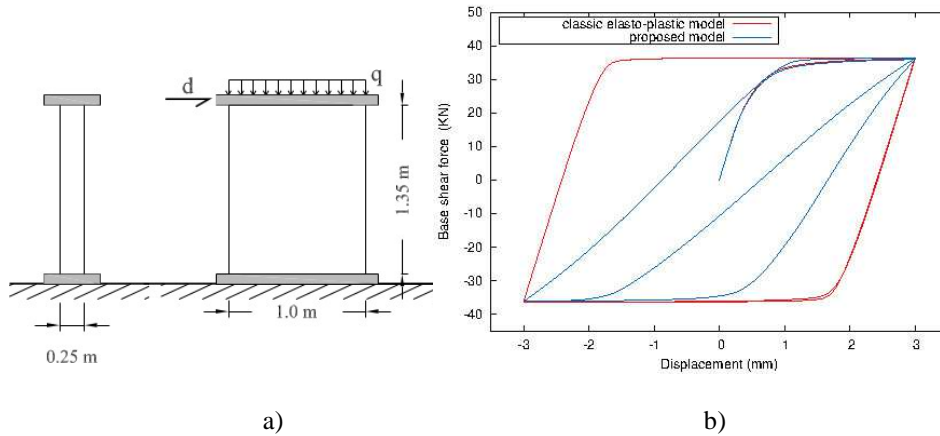 d
q
1.35 m
1.0 m
0.25 m
a)
classic elasto-plastic model
proposed model
Base shear force (KN)
50
40
30
20
10
0
-10
-20
-30
-40
-3
-2
-1
0
1
2
3
Displacement (mm)
b)